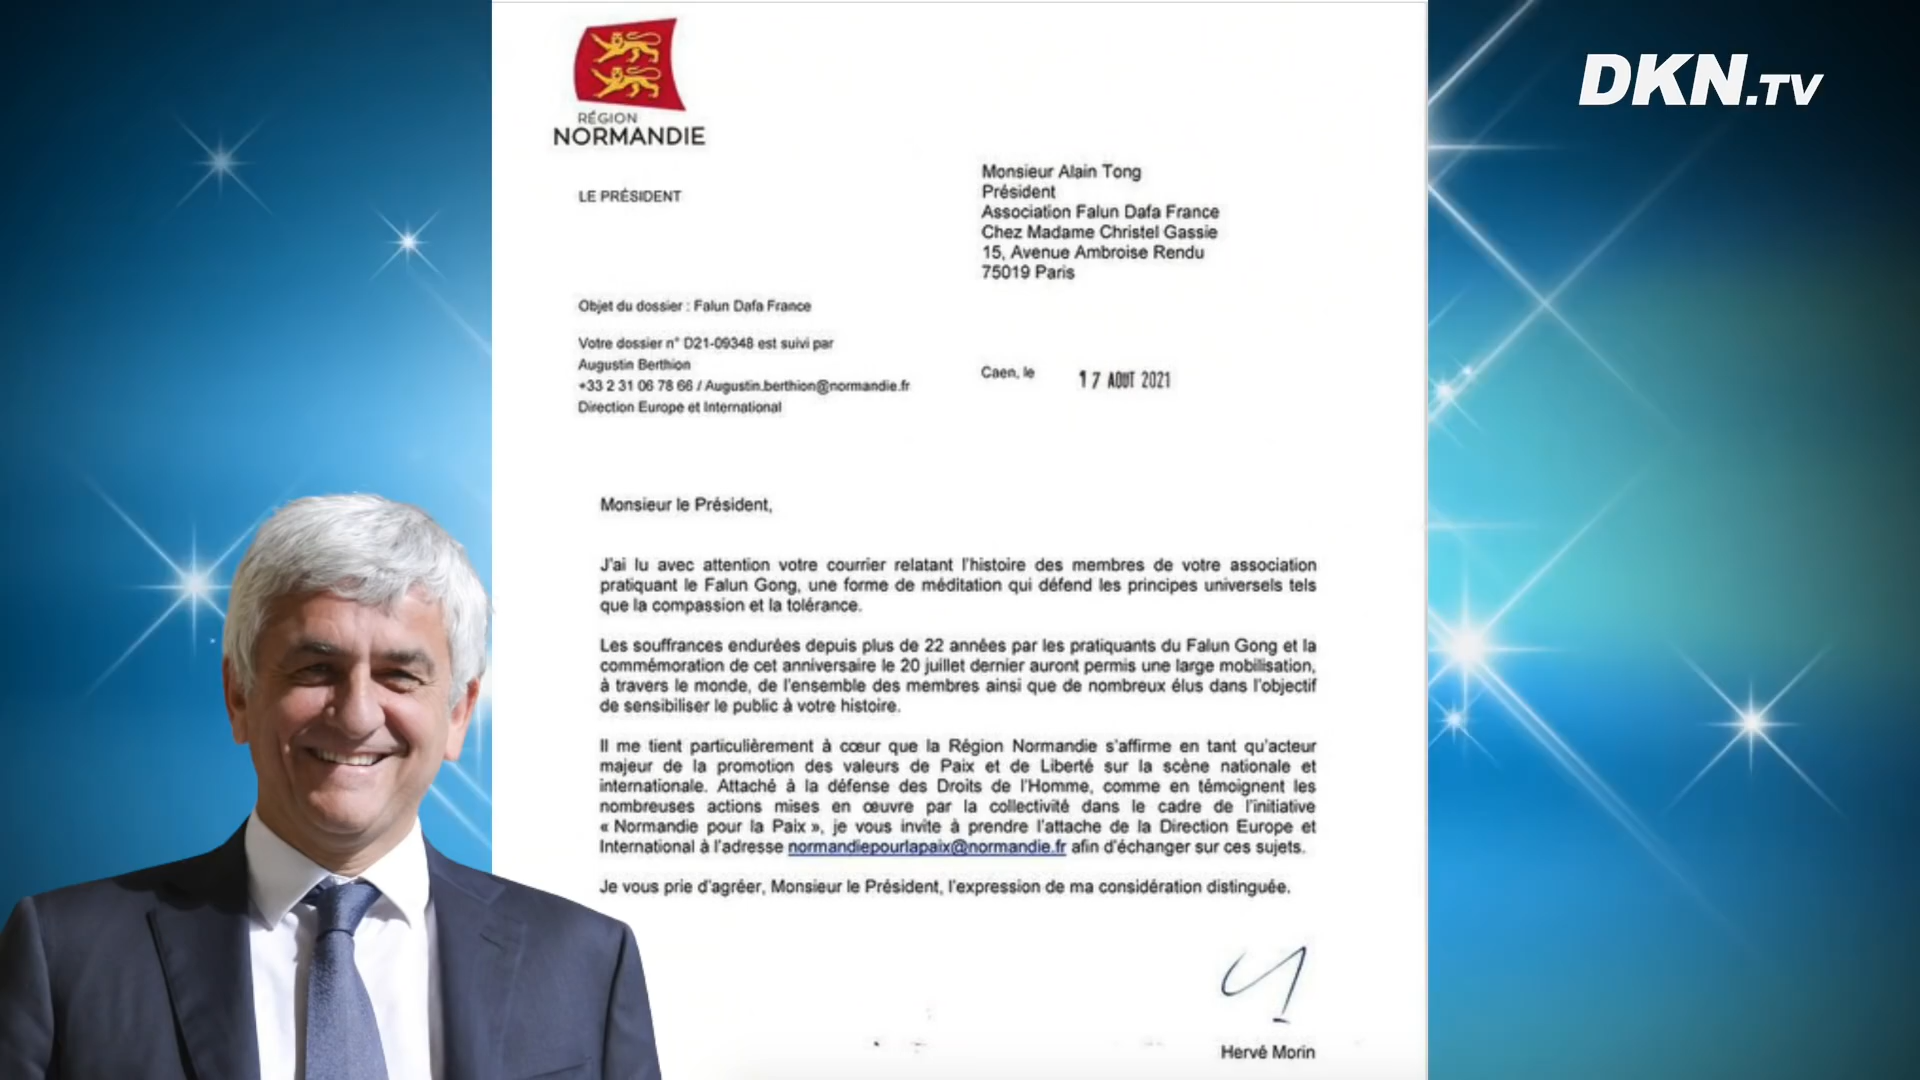 DKN.TV
RÉGION
NORMANDIE
LE PRÉSIDENT
Monsieur Alain Tong
Président
Association Falun Dafa France
Chez Madame Christel Gassie
15, Avenue Ambroise Rendu
75019 Paris
Objet du dossier : Falun Dafa France
Votre dossier n° D21-09348 est suivi par
Augustin Berthion
+33 2 31 06 78 66 / Augustin.berthion@normandie.fr
Direction Europe et International
Caen, le 17 AOUT 2021
Monsieur le Président,
J'ai lu avec attention votre courrier relatant l'histoire des membres de votre association
pratiquant le Falun Gong, une forme de méditation qui défend les principes universels tels
que la compassion et la tolérance.
Les souffrances endurées depuis plus de 22 années par les pratiquants du Falun Gong et la
commémoration de cet anniversaire le 20 juillet dernier auront permis une large mobilisation,
à travers le monde, de l'ensemble des membres ainsi que de nombreux élus dans l'objectif
de sensibiliser le public à votre histoire.
Il me tient particulièrement à cœur que la Région Normandie s'affirme en tant qu'acteur
majeur de la promotion des valeurs de Paix et de Liberté sur la scène nationale et
internationale. Attaché à la défense des Droits de l'Homme, comme en témoignent les
nombreuses actions mises en œuvre par la collectivité dans le cadre de l'initiative
« Normandie pour la Paix », je vous invite à prendre l'attache de la Direction Europe et
International à l'adresse normandiepourlapaix@normandie.fr afin d'échanger sur ces sujets.
Je vous prie d'agréer, Monsieur le Président, l'expression de ma considération distinguée.
Hervé Morin